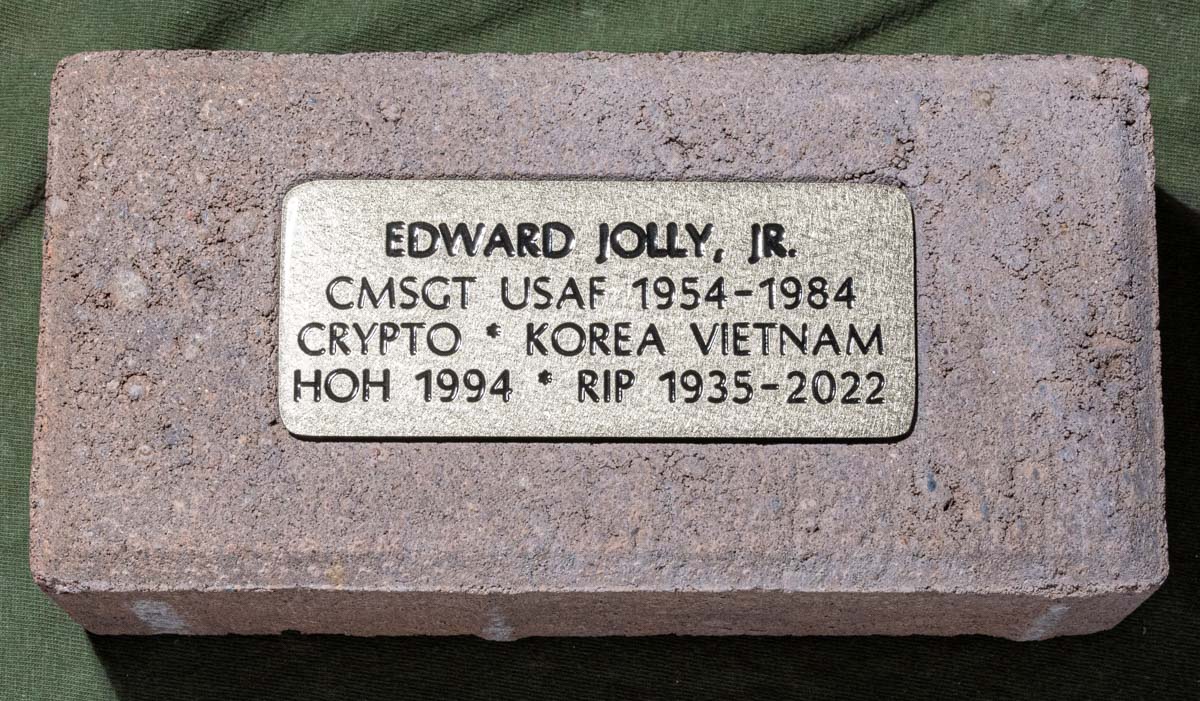 EDWARD JOLLY, JR.
CMSGT USAF 1954-1984
CRYPTO * KOREA VIETNAM
HOH 1994 * RIP 1935-2022